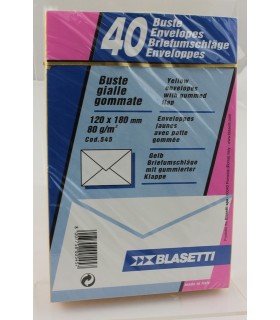 40
Buste
Envelopes
Briefumschläge
Enveloppes
Buste
gialle
gommate
120 x 180 mm
80 g/m²
Cod. 545
Yellow
envelopes
with gummed
line
Enveloppes
jaunes
avec patte
gommée
Gelb
Briefumschläge
mit gummierter
Klappe
BLASETTI